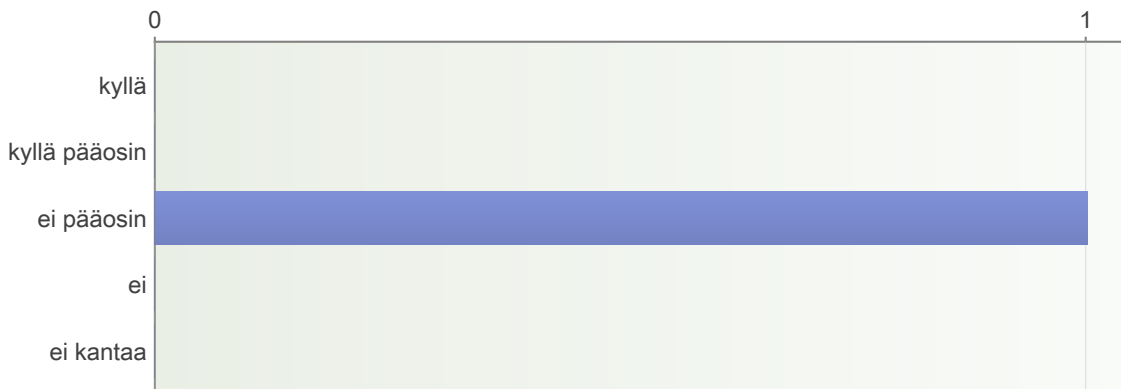 0 1
kyllä
kyllä pääosin
ei pääosin
ei
ei kantaa